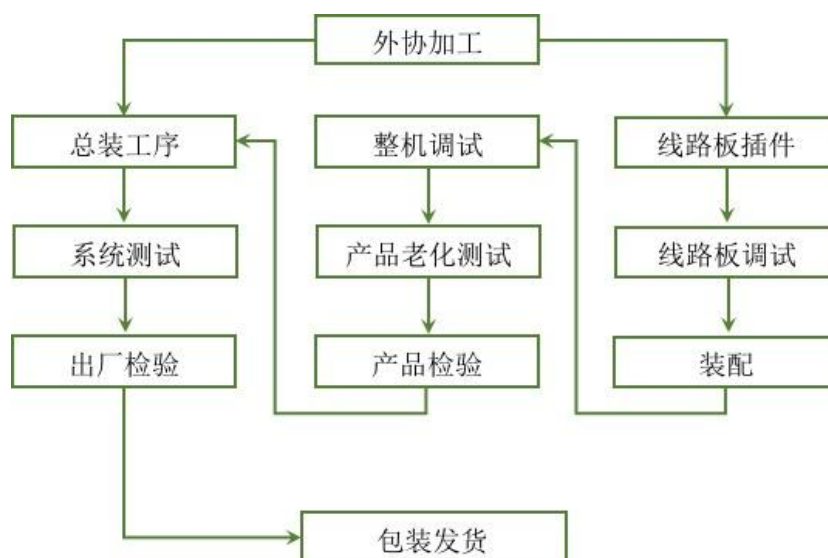 外协加工
总装工序
整机调试
线路板插件
系统测试
产品老化测试
线路板调试
出厂检验
产品检验
装配
包装发货